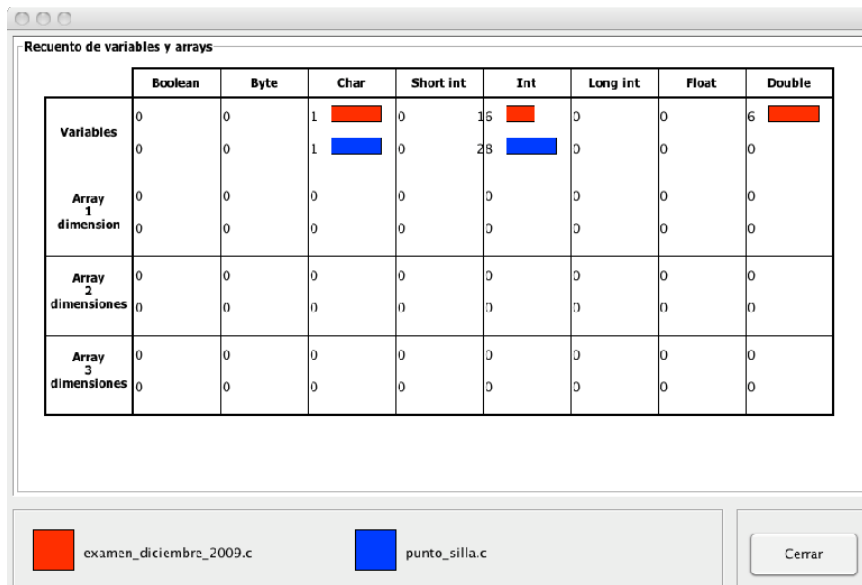 Recuento de variables y arrays
Boolean Byte Char Short int Int Long int Float Double
Variables
0 0 1 0 16 0 0 6
0 0 1 0 28 0 0 0
Array
1
dimension
0 0 0 0 0 0 0 0
0 0 0 0 0 0 0 0
Array
2
dimensiones
0 0 0 0 0 0 0 0
0 0 0 0 0 0 0 0
Array
3
dimensiones
0 0 0 0 0 0 0 0
0 0 0 0 0 0 0 0
examen_diciembre_2009.c punto_silla.c Cerrar